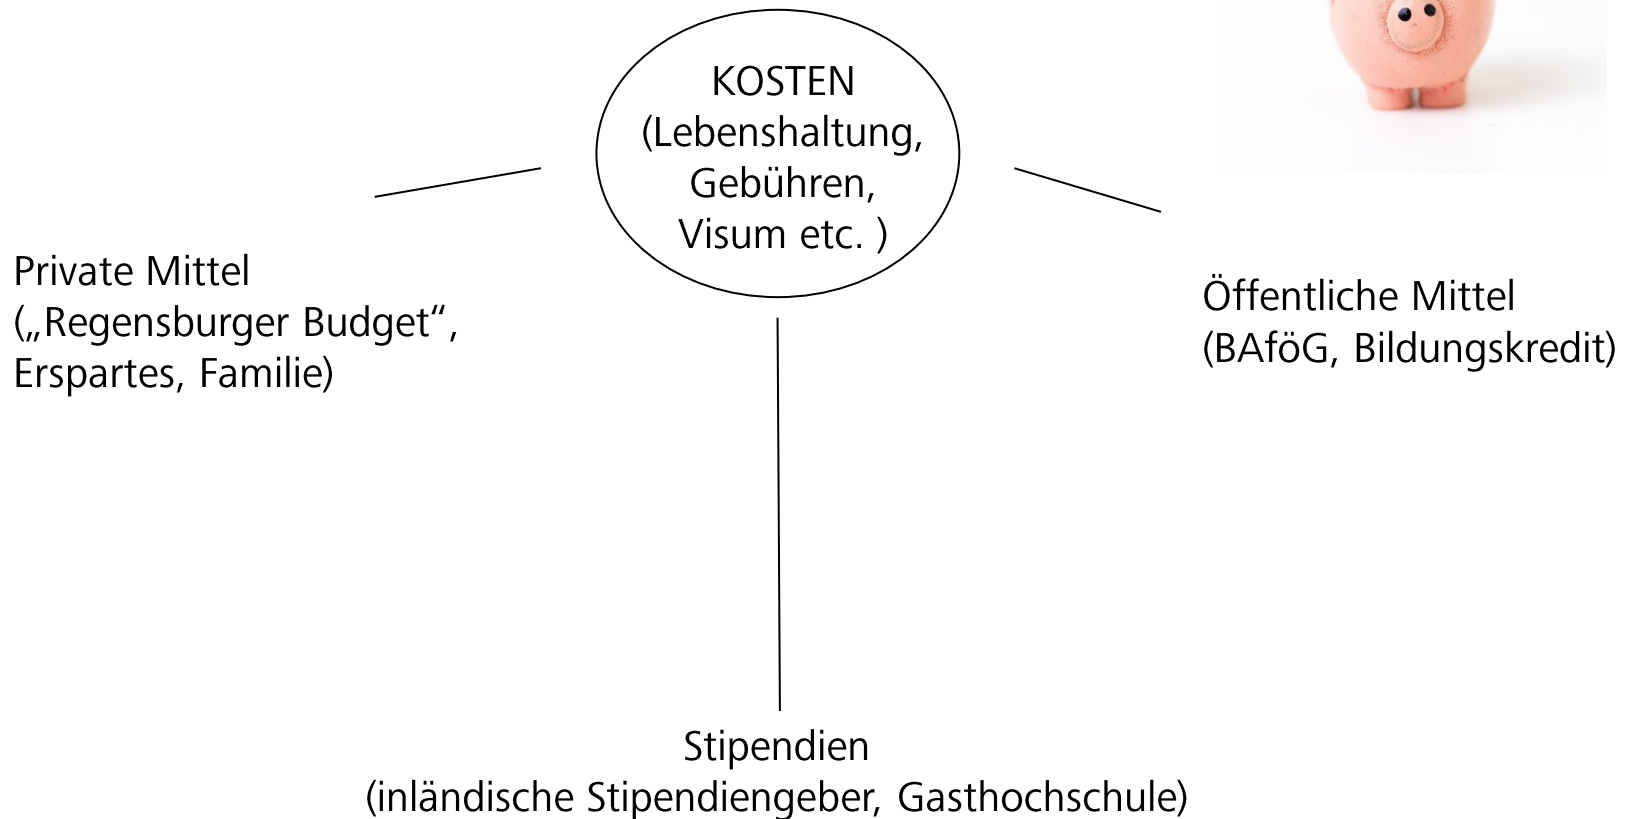 KOSTEN
(Lebenshaltung,
Gebühren,
Visum etc. )
Private Mittel
(„Regensburger Budget“,
Erspartes, Familie)
Öffentliche Mittel
(BAföG, Bildungskredit)
Stipendien
(inländische Stipendiengeber, Gasthochschule)